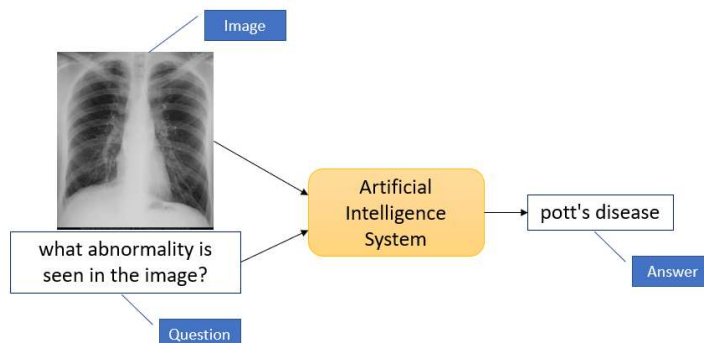 Image
what abnormality is
seen in the image?
Question
Artificial
Intelligence
System
pott's disease
Answer